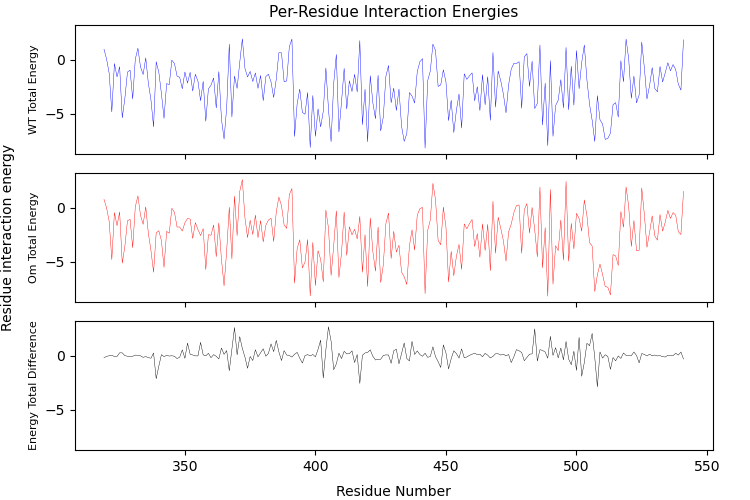 Per-Residue Interaction Energies
Residue interaction energy
WT Total Energy
0
−5
Om Total Energy
0
−5
Energy Total Difference
0
−5
350 400 450 500 550
Residue Number